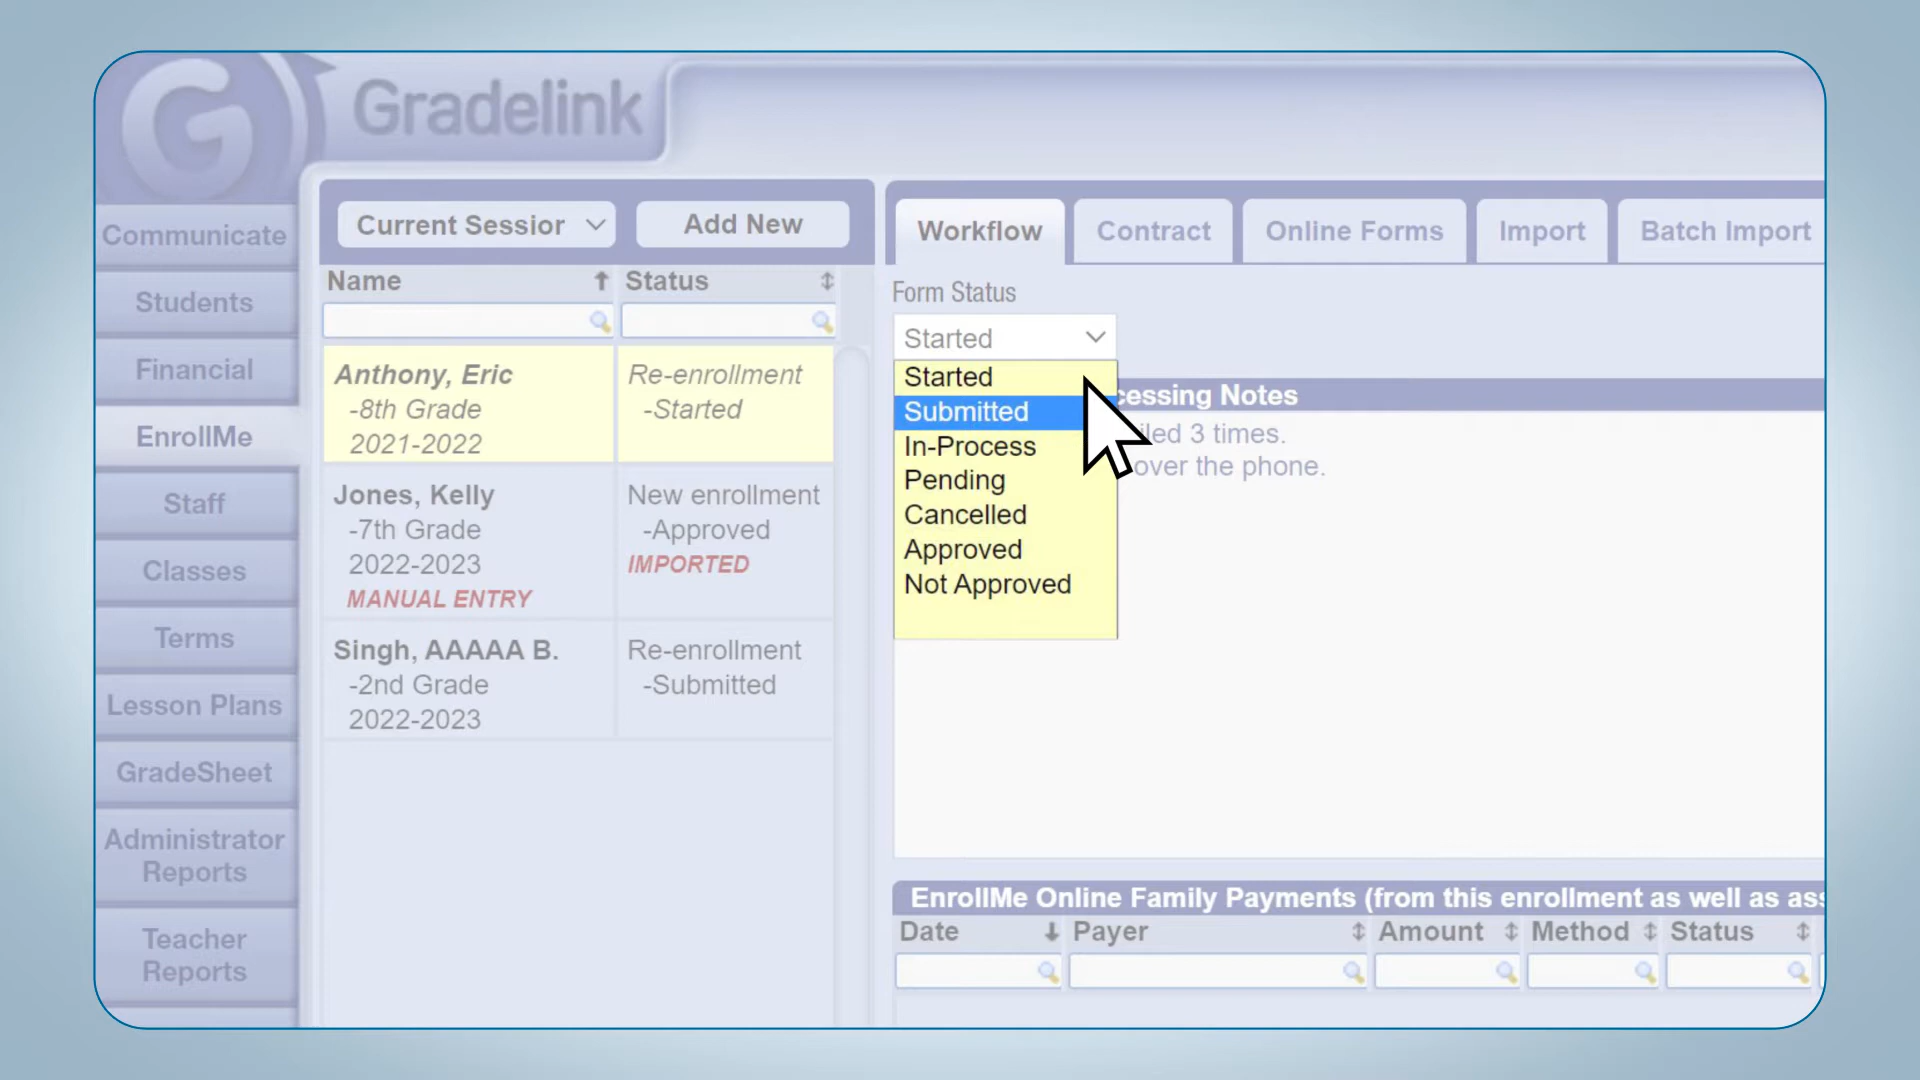 G
Gradelink
Communicate
Students
Financial
EnrollMe
Staff
Classes
Terms
Lesson Plans
GradeSheet
Administrator
Reports
Teacher
Reports
Current Session
Add New
Name
Status
Anthony, Eric
-8th Grade
2021-2022
Re-enrollment
-Started
Jones, Kelly
-7th Grade
2022-2023
MANUAL ENTRY
New enrollment
-Approved
IMPORTED
Singh, AAAAA B.
-2nd Grade
2022-2023
Re-enrollment
-Submitted
Workflow
Contract
Online Forms
Import
Batch Import
Form Status
Started
Started
Submitted
In-Process
Pending
Cancelled
Approved
Not Approved
Notes
3 times.
over the phone.
EnrollMe Online Family Payments (from this enrollment as well as
Date
Payer
Amount
Method
Status